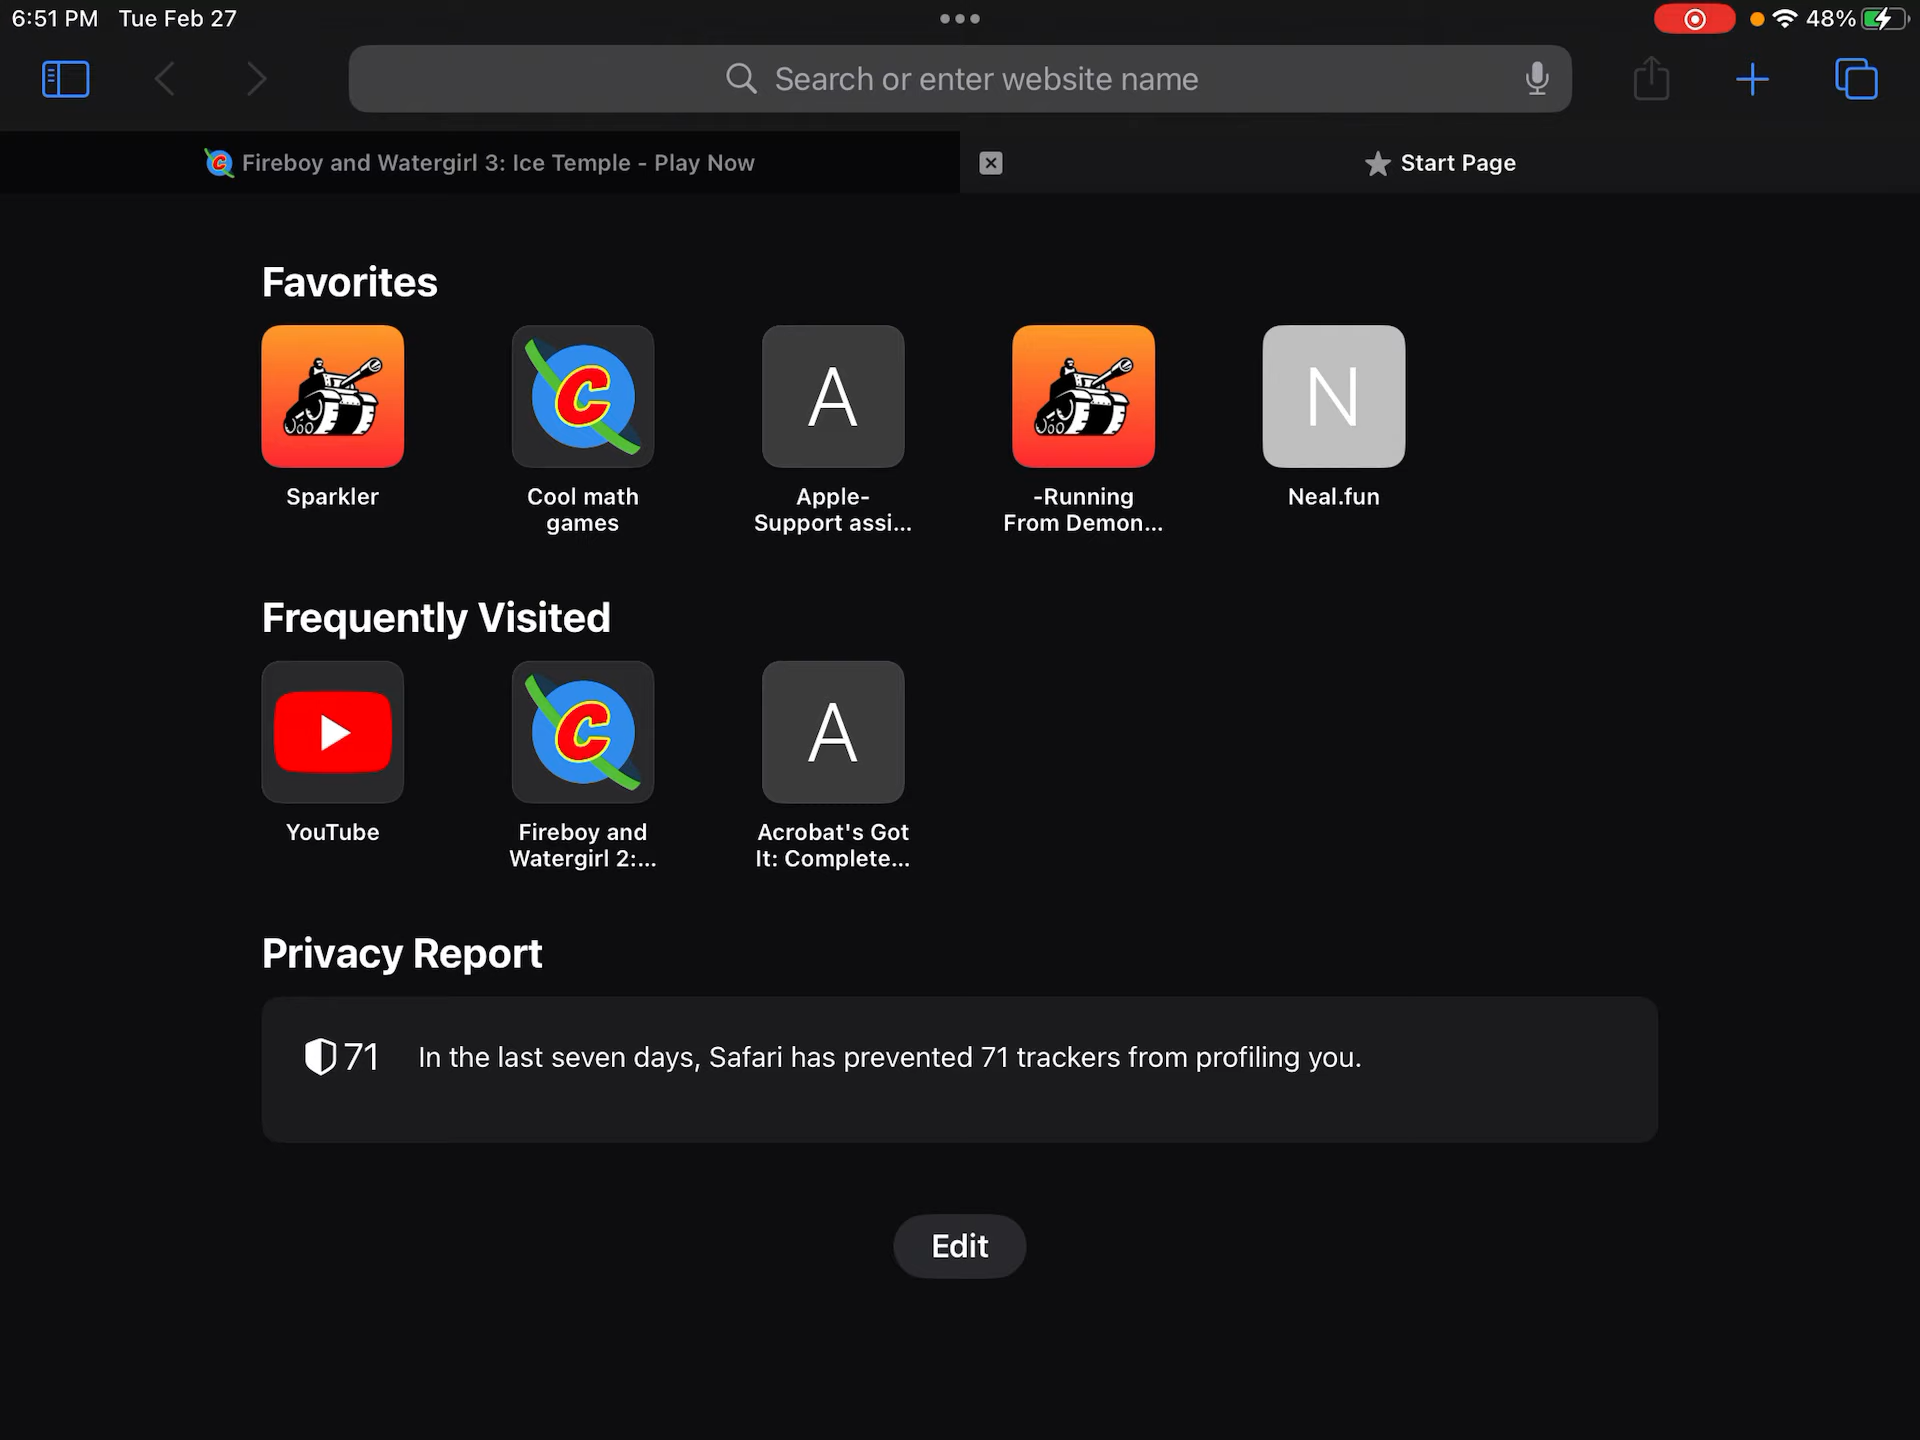 6:51 PM Tue Feb 27
48%
Search or enter website name
Fireboy and Watergirl 3: Ice Temple - Play Now
Start Page
Favorites
Sparkler
Cool math
games
A
Apple-
Support assi...
-Running
From Demon...
N
Neal.fun
Frequently Visited
YouTube
C
Fireboy and
Watergirl 2:...
A
Acrobat's Got
It: Complete...
Privacy Report
71 In the last seven days, Safari has prevented 71 trackers from profiling you.
Edit